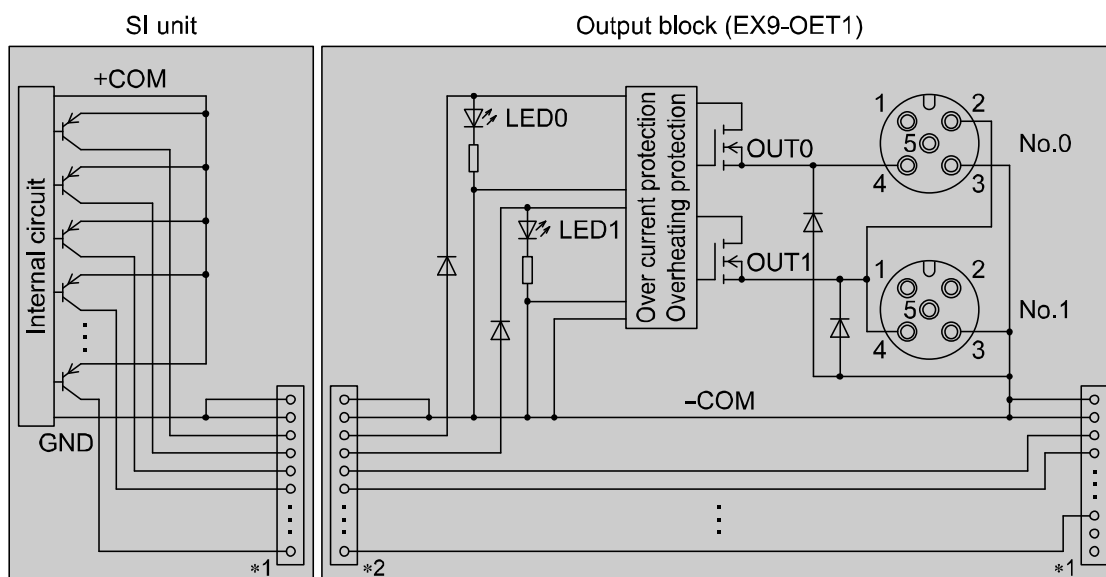 SI unit
Output block (EX9-OET1)
+COM
Internal circuit
GND
*1
LED0
LED1
Over current protection
Overheating protection
OUT0
OUT1
1
2
5
4
3
No.0
1
2
5
4
3
No.1
–COM
*2
*1